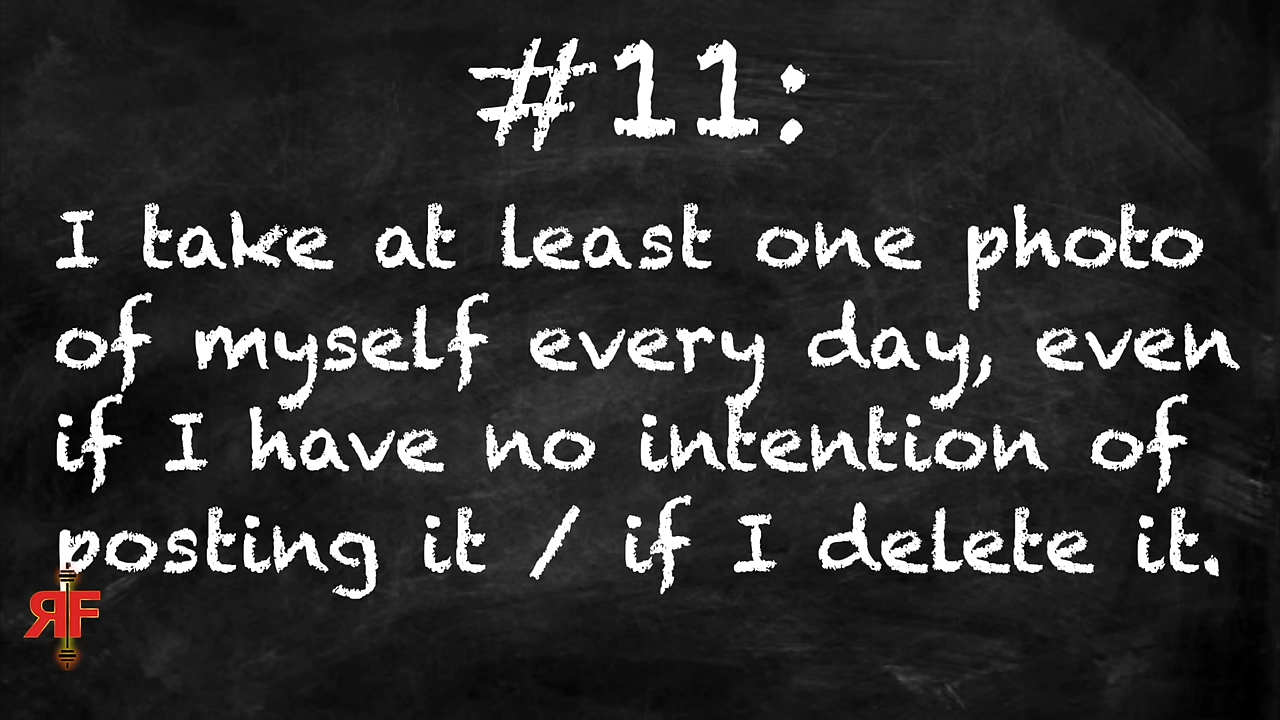 #11:
I take at least one photo
of myself every day, even
if I have no intention of
posting it / if I delete it.
ЯF